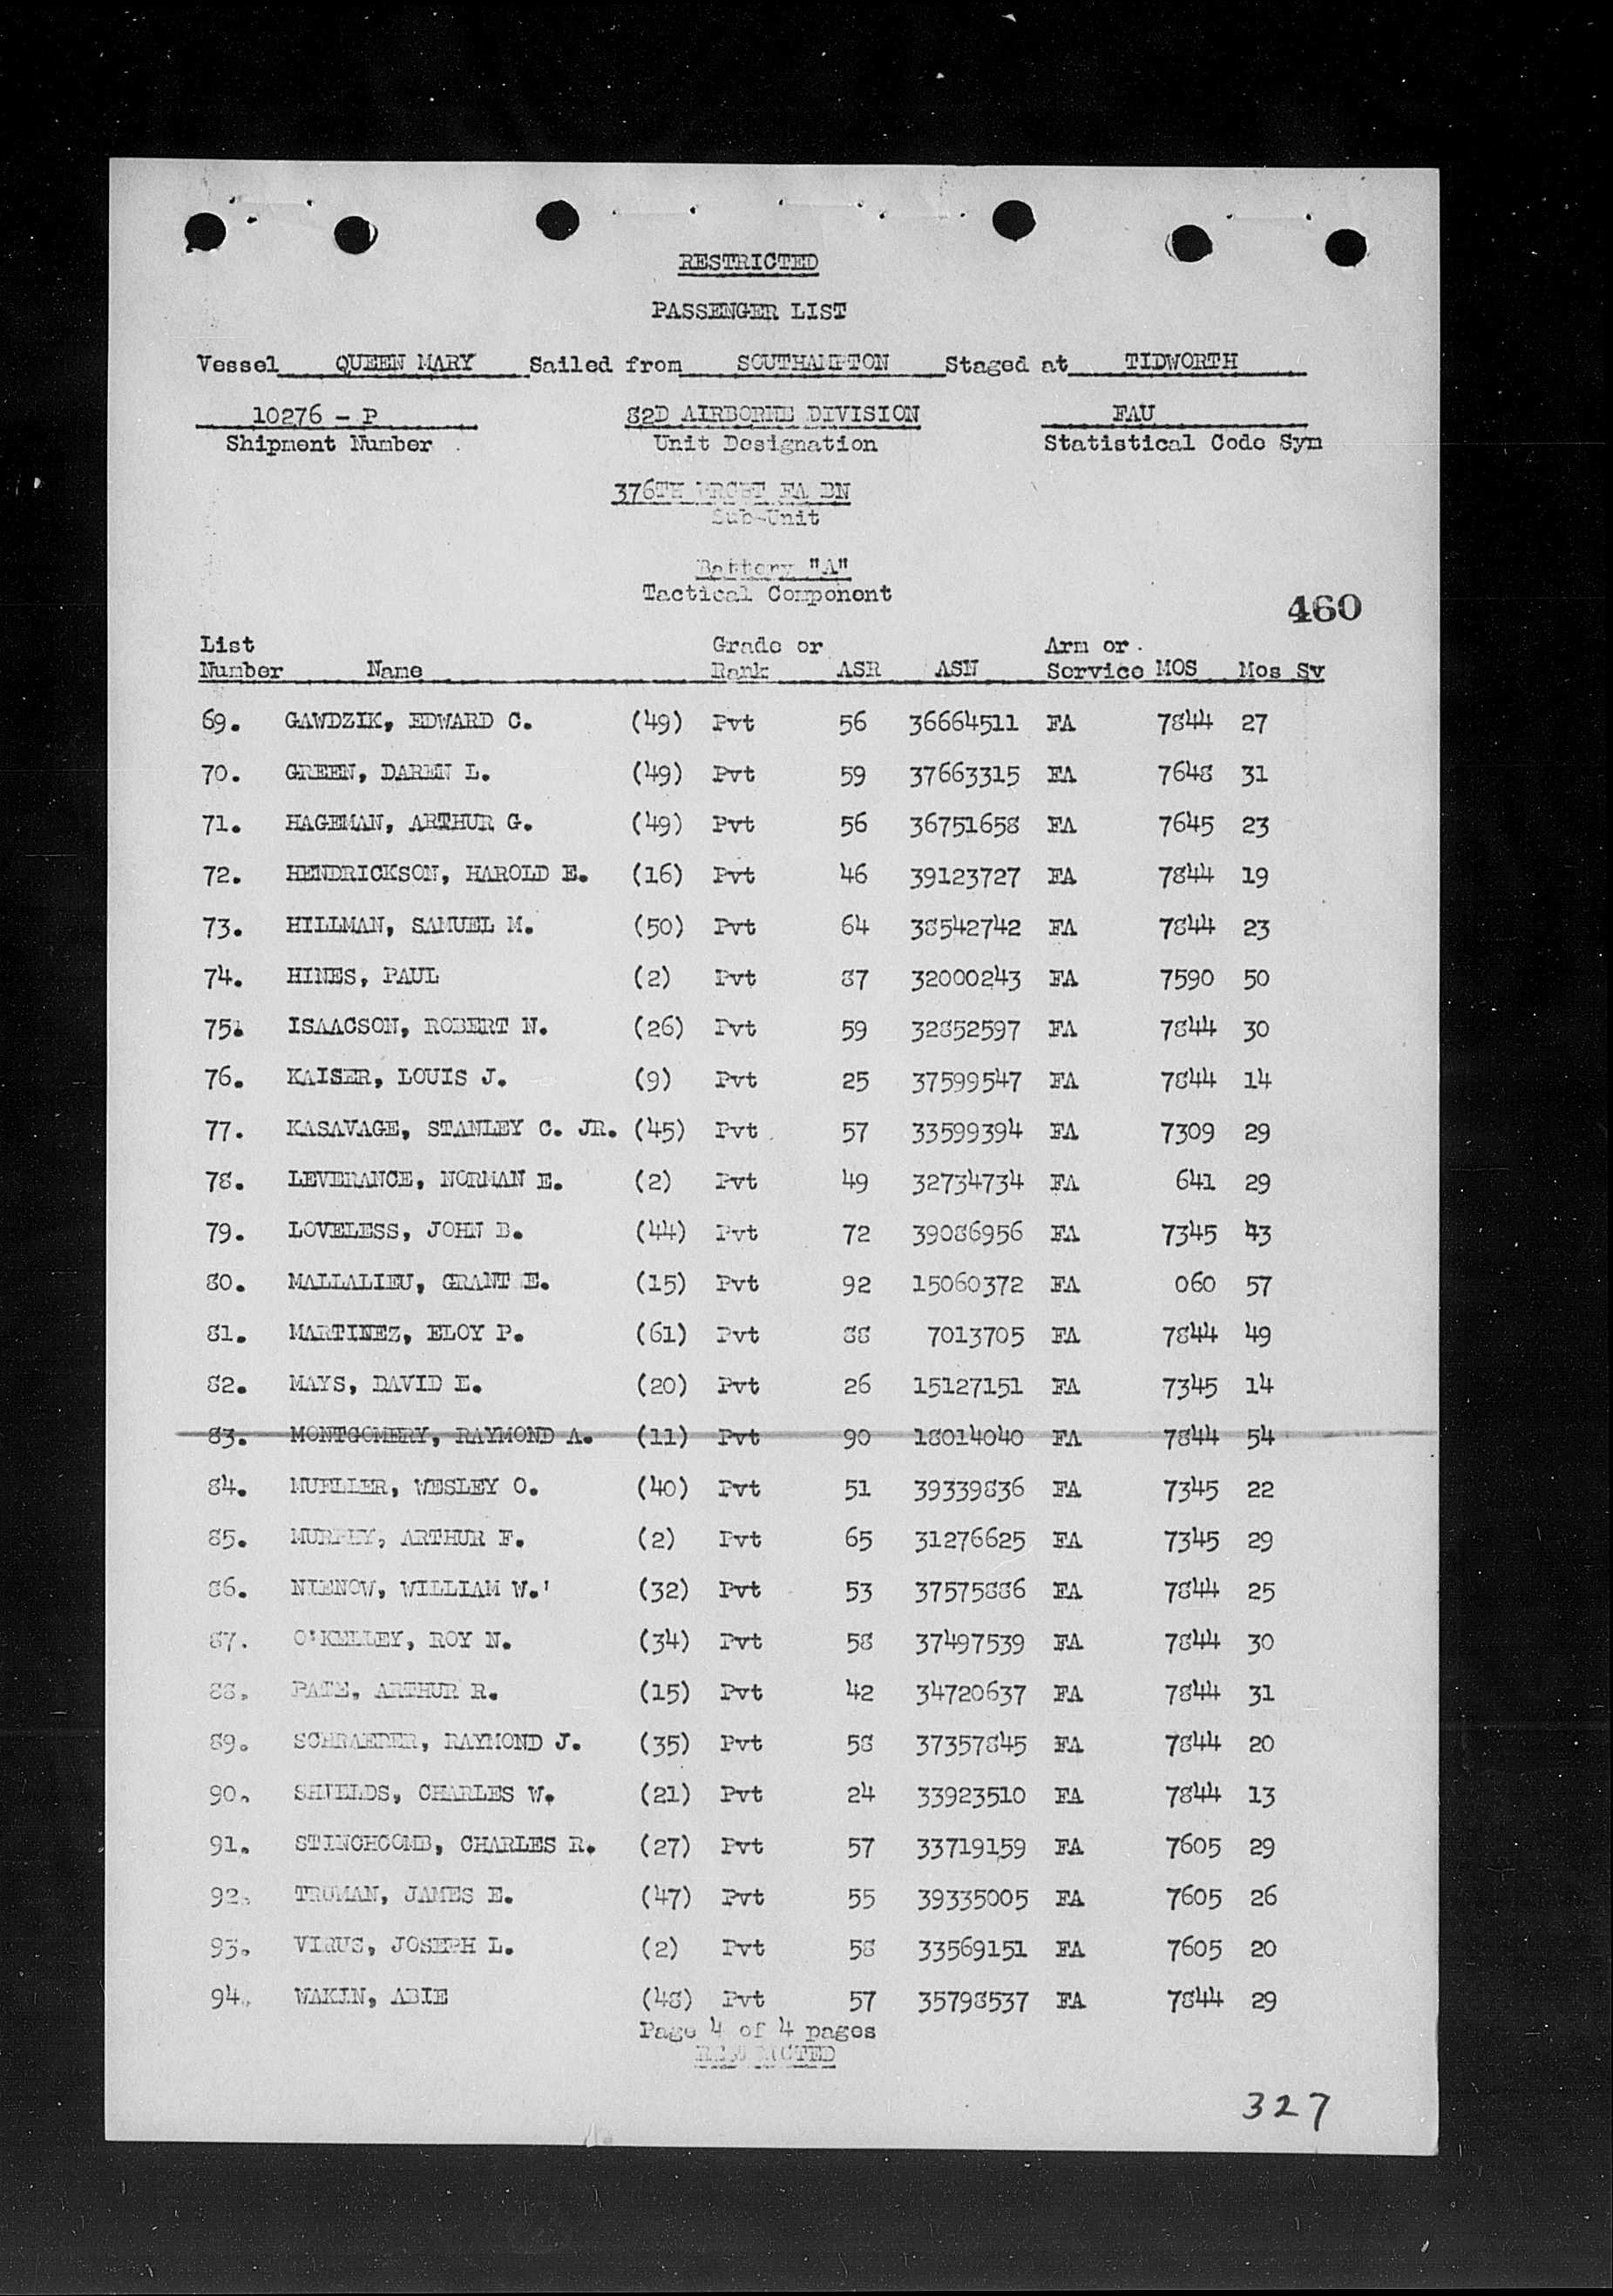 RESTRICTED
PASSENGER LIST
Vessel QUEEN MARY Sailed from SOUTHAMPTON Staged at TIDWORTH
10276 - P 82D AIRBORNE DIVISION FAU
Shipment Number Unit Designation Statistical Code Sym
376TH PRCHT FA BN
Sub-Unit
Battery "A"
Tactical Component
460
List Grade or Arm or
Number Name Rank ASR ASN Service MOS Mos Sv
69. GAWDZIK, EDWARD C. (49) Pvt 56 36664511 FA 7844 27
70. GREEN, DAREN L. (49) Pvt 59 37663315 FA 7648 31
71. HAGEMAN, ARTHUR G. (49) Pvt 56 36751658 FA 7645 23
72. HENDRICKSON, HAROLD E. (16) Pvt 46 39123727 FA 7844 19
73. HILLMAN, SAMUEL M. (50) Pvt 64 38542742 FA 7844 23
74. HINES, PAUL (2) Pvt 87 32000243 FA 7590 50
75. ISAACSON, ROBERT N. (26) Pvt 59 32852597 FA 7844 30
76. KAISER, LOUIS J. (9) Pvt 25 37599547 FA 7844 14
77. KASAVAGE, STANLEY C. JR. (45) Pvt 57 33599394 FA 7309 29
78. LEVERANCE, NORMAN E. (2) Pvt 49 32734734 FA 641 29
79. LOVELESS, JOHN B. (44) Pvt 72 39086956 FA 7345 43
80. MALLALIEU, GRANT E. (15) Pvt 92 15060372 FA 060 57
81. MARTINEZ, ELOY P. (61) Pvt 88 7013705 FA 7844 49
82. MAYS, DAVID E. (20) Pvt 26 15127151 FA 7345 14
83. MONTGOMERY, RAYMOND A. (11) Pvt 90 18014040 FA 7844 54
84. MUELLER, WESLEY O. (40) Pvt 51 39339836 FA 7345 22
85. MURPHY, ARTHUR F. (2) Pvt 65 31276625 FA 7345 29
86. NIENOW, WILLIAM W. (32) Pvt 53 37575886 FA 7844 25
87. O'KELLEY, ROY N. (34) Pvt 58 37497539 FA 7844 30
88. PATE, ARTHUR R. (15) Pvt 42 34720637 FA 7844 31
89. SCHRAEDER, RAYMOND J. (35) Pvt 58 37357845 FA 7844 20
90. SHIELDS, CHARLES W. (21) Pvt 24 33923510 FA 7844 13
91. STINCHCOMB, CHARLES R. (27) Pvt 57 33719159 FA 7605 29
92. TRUMAN, JAMES E. (47) Pvt 55 39335005 FA 7605 26
93. VIRUS, JOSEPH L. (2) Pvt 58 33569151 FA 7605 20
94. WAKIN, ABIE (48) Pvt 57 35798537 FA 7844 29
Page 4 of 4 pages
RESTRICTED
327